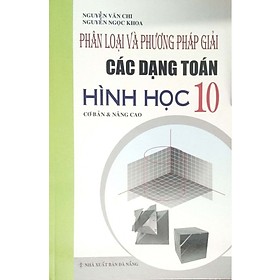 NGUYỄN VĂN CHI
NGUYỄN NGỌC KHOA
PHÂN LOẠI VÀ PHƯƠNG PHÁP GIẢI
CÁC DẠNG TOÁN
HÌNH HỌC 10
CƠ BẢN & NÂNG CAO
NHÀ XUẤT BẢN ĐÀ NẴNG